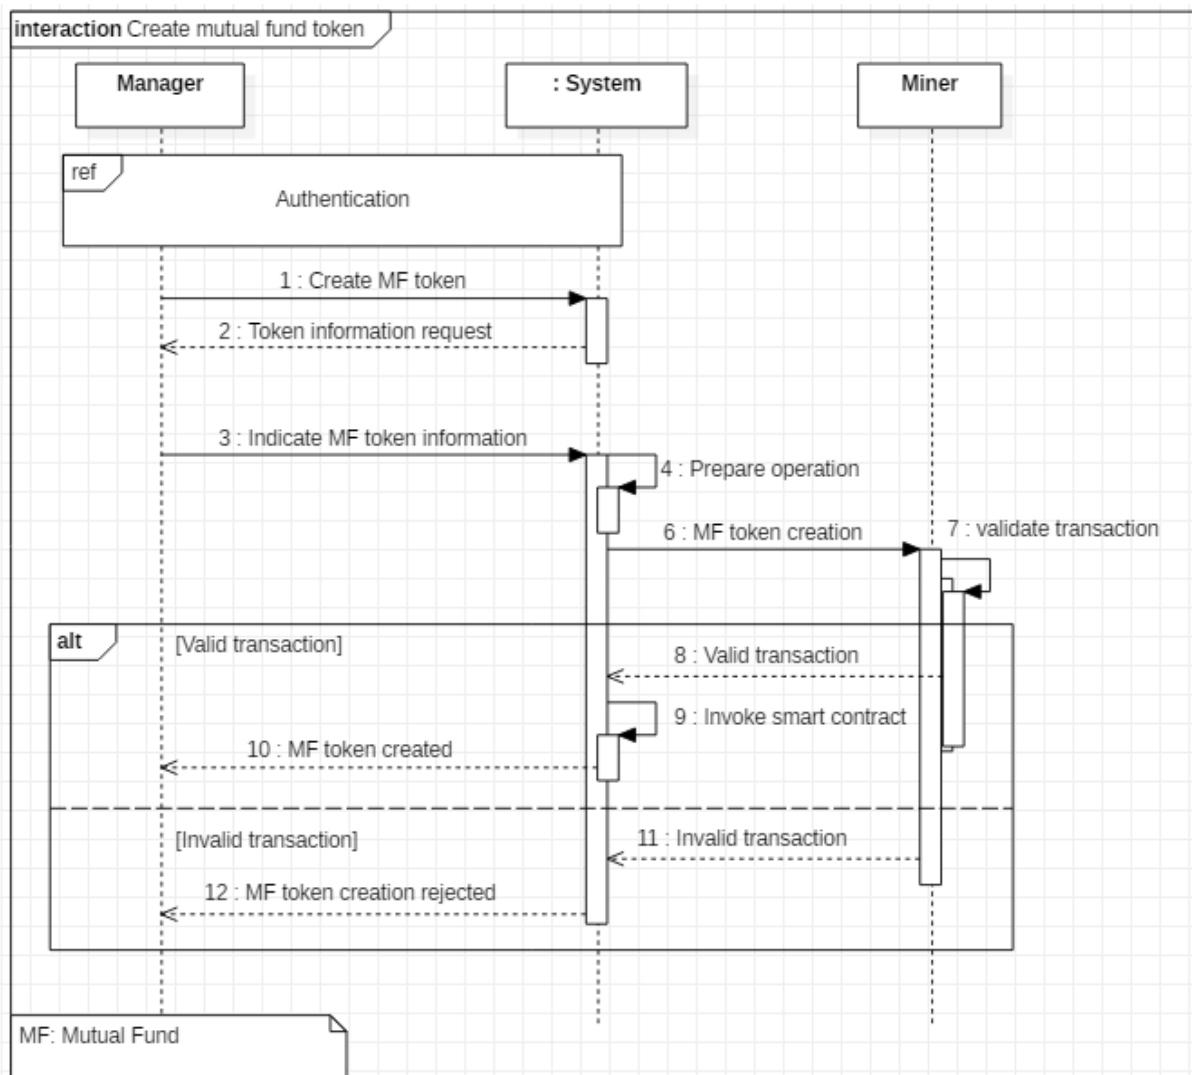 interaction Create mutual fund token
Manager
: System
Miner
ref
Authentication
1 : Create MF token
2 : Token information request
3 : Indicate MF token information
4 : Prepare operation
6 : MF token creation
7 : validate transaction
alt
[Valid transaction]
8 : Valid transaction
9 : Invoke smart contract
10 : MF token created
[Invalid transaction]
11 : Invalid transaction
12 : MF token creation rejected
MF: Mutual Fund